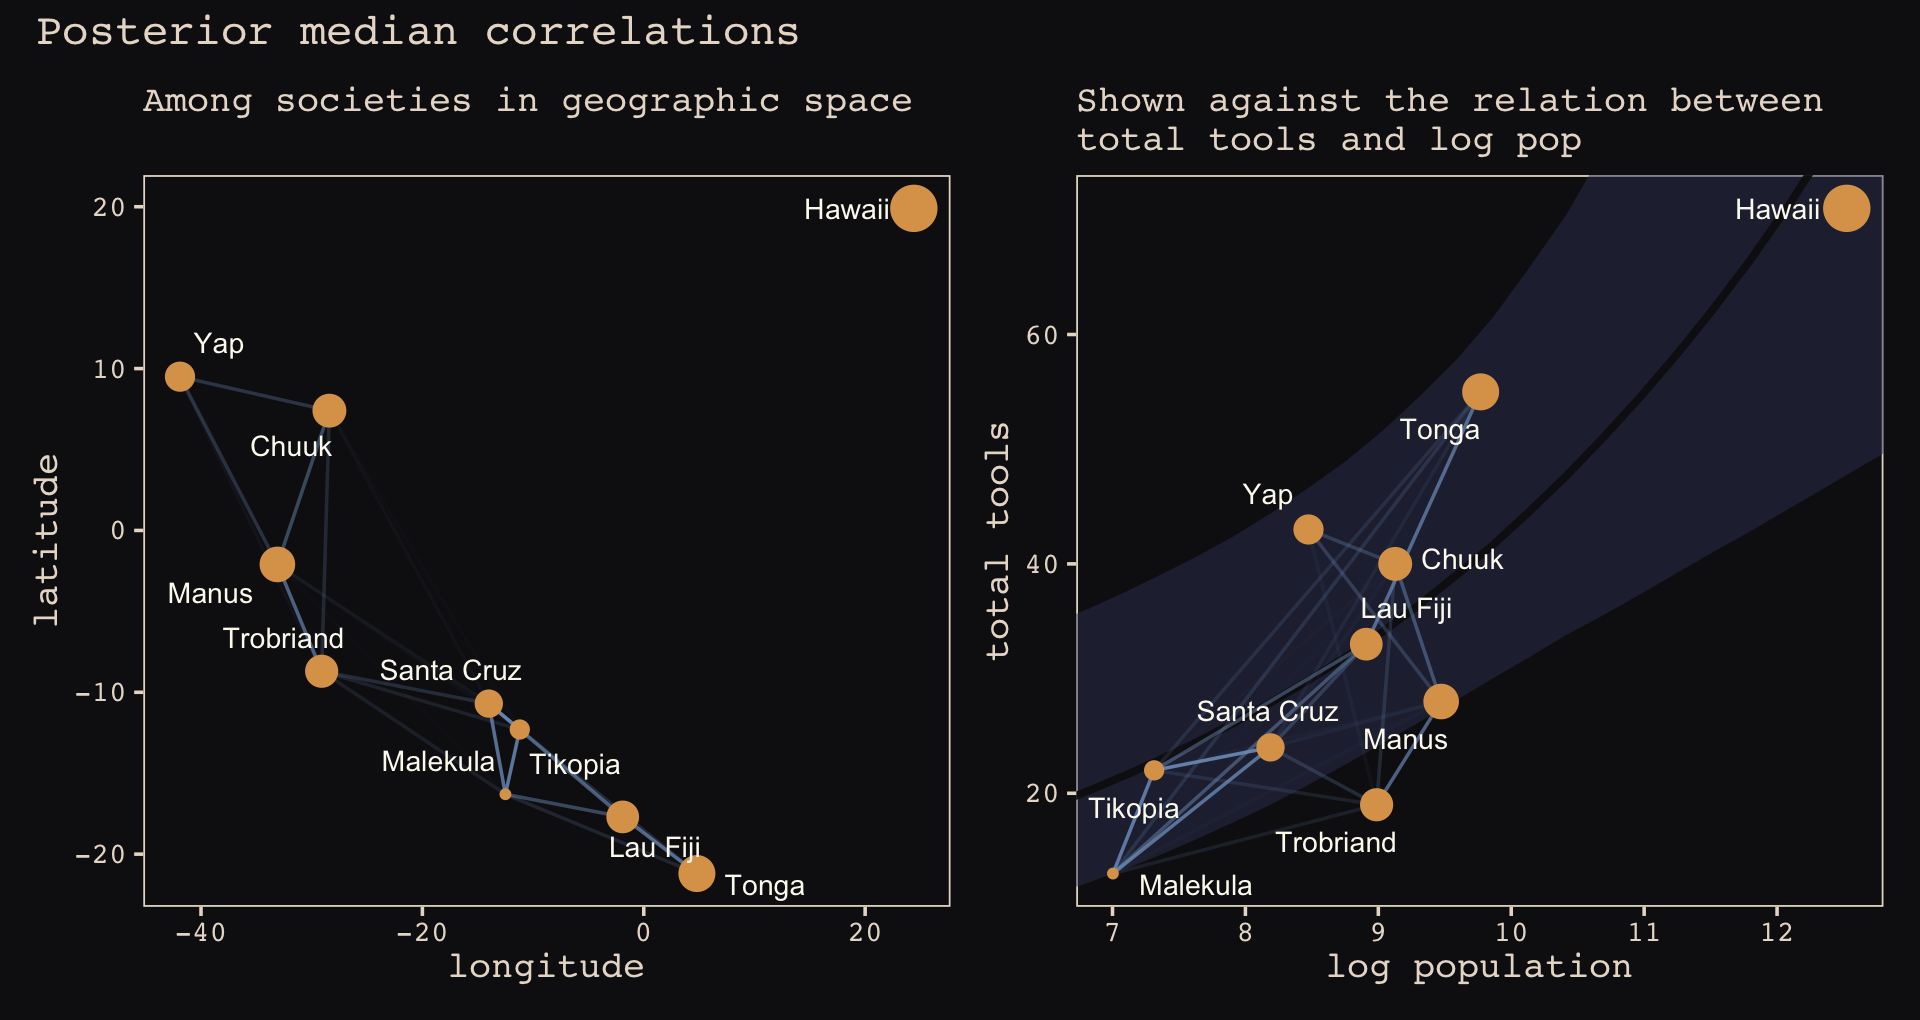 Posterior median correlations
Among societies in geographic space
Hawaii
Yap
Chuuk
Manus
Trobriand
Santa Cruz
Malekula
Tikopia
Lau Fiji
Tonga
20
10
0
−10
−20
latitude
−40
−20
0
20
longitude
Shown against the relation between
total tools and log pop
Hawaii
Tonga
Yap
Chuuk
Lau Fiji
Santa Cruz
Manus
Tikopia
Trobriand
Malekula
60
40
20
total tools
7
8
9
10
11
12
log population